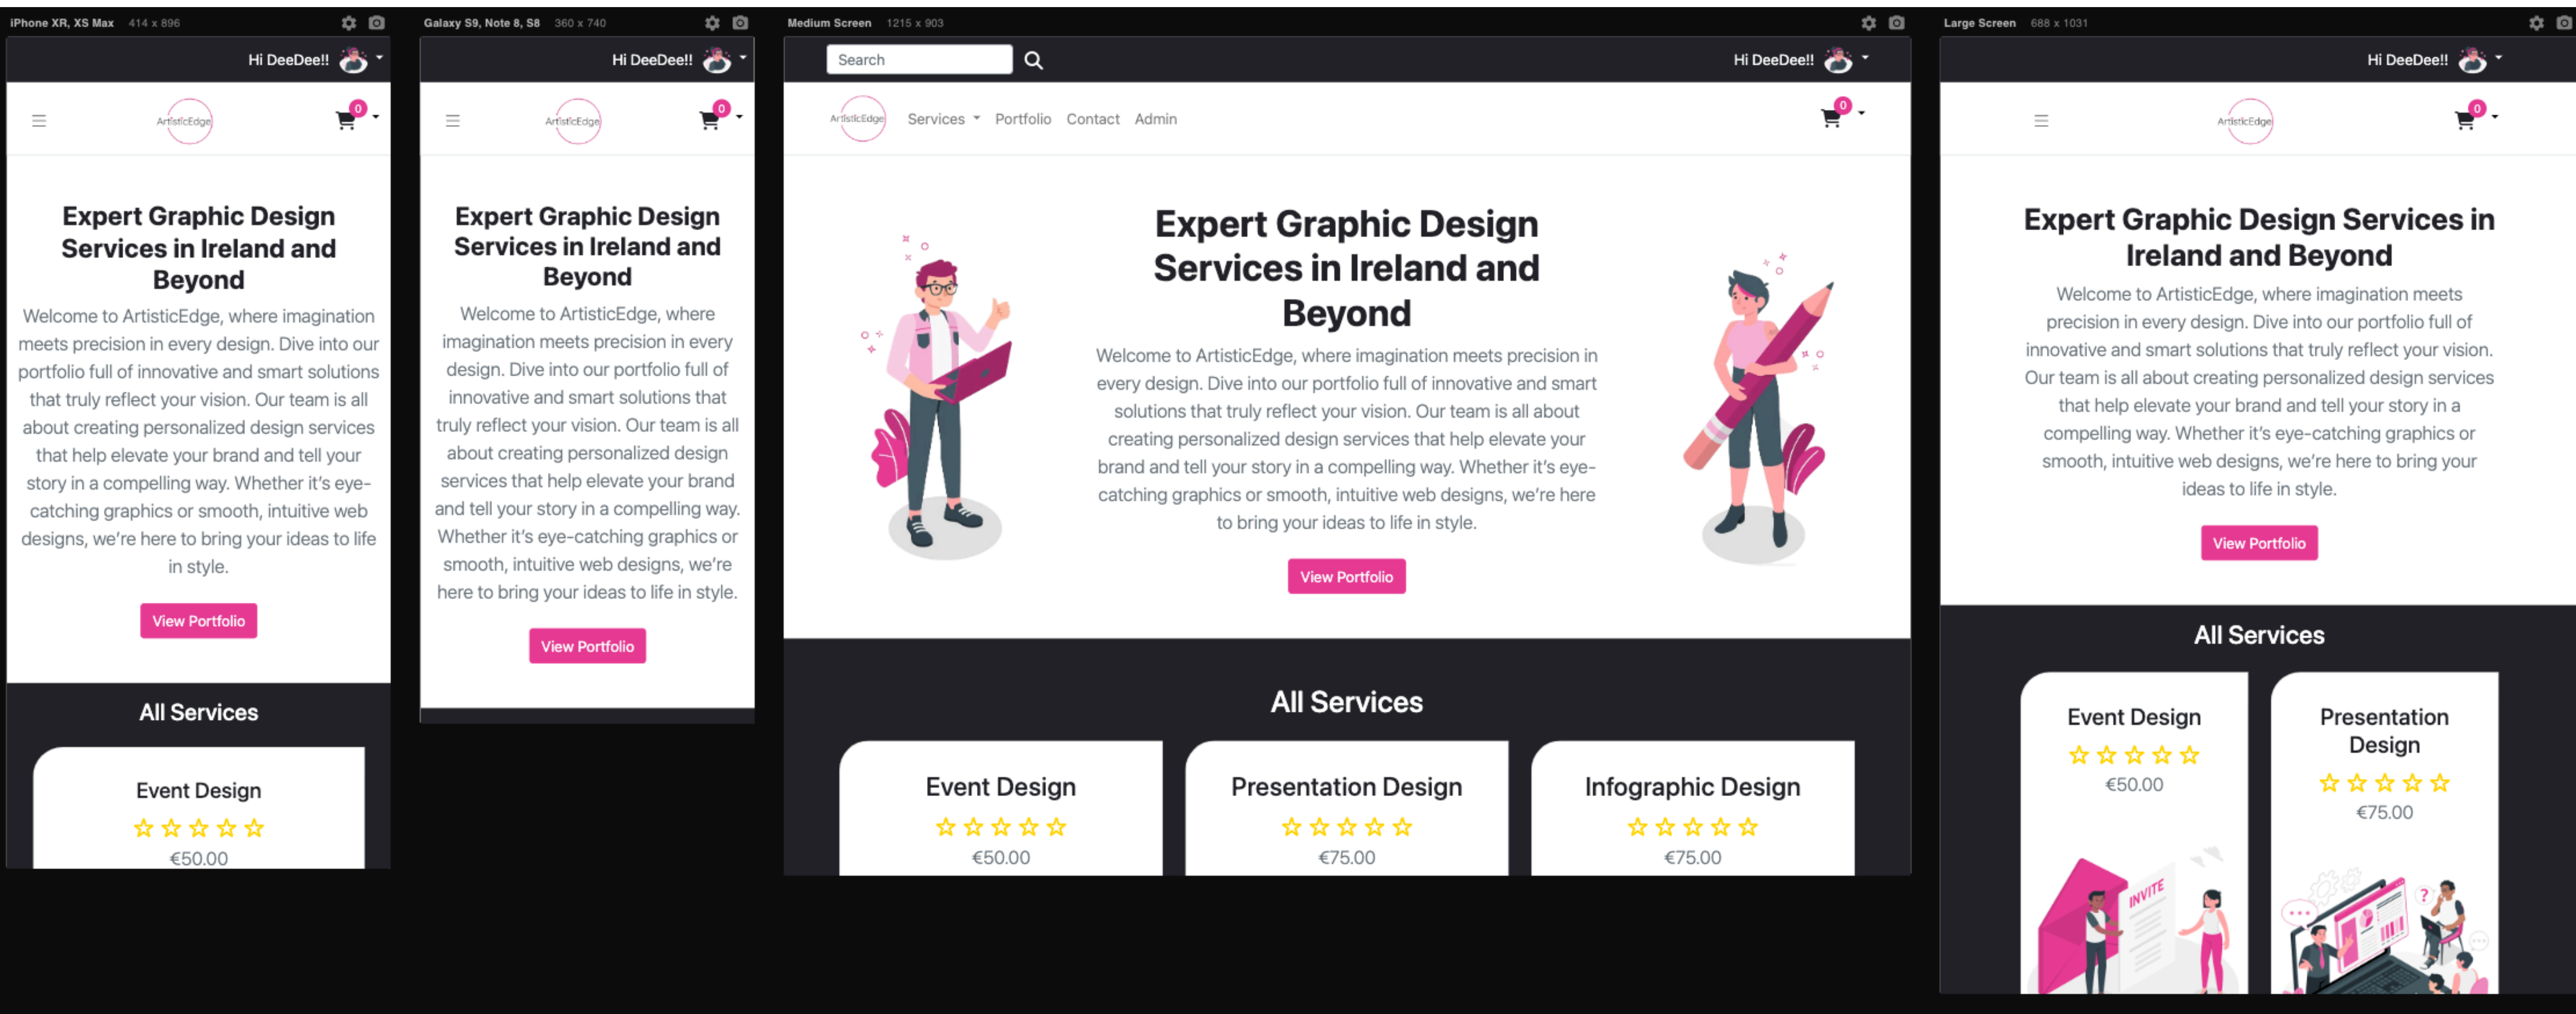 iPhone XR, XS Max 414 x 896
Hi DeeDee!!
ArtisticEdge
0
Expert Graphic Design
Services in Ireland and
Beyond
Welcome to ArtisticEdge, where imagination
meets precision in every design. Dive into our
portfolio full of innovative and smart solutions
that truly reflect your vision. Our team is all
about creating personalized design services
that help elevate your brand and tell your
story in a compelling way. Whether it's eye-
catching graphics or smooth, intuitive web
designs, we're here to bring your ideas to life
in style.
View Portfolio
All Services
Event Design
€50.00
Galaxy S9, Note 8, S8 360 x 740
Hi DeeDee!!
ArtisticEdge
0
Expert Graphic Design
Services in Ireland and
Beyond
Welcome to ArtisticEdge, where
imagination meets precision in every
design. Dive into our portfolio full of
innovative and smart solutions that
truly reflect your vision. Our team is all
about creating personalized design
services that help elevate your brand
and tell your story in a compelling way.
Whether it's eye-catching graphics or
smooth, intuitive web designs, we're
here to bring your ideas to life in style.
View Portfolio
Medium Screen 1215 x 903
Search
Hi DeeDee!!
ArtisticEdge Services Portfolio Contact Admin
0
Expert Graphic Design
Services in Ireland and
Beyond
Welcome to ArtisticEdge, where imagination meets precision in
every design. Dive into our portfolio full of innovative and smart
solutions that truly reflect your vision. Our team is all about
creating personalized design services that help elevate your
brand and tell your story in a compelling way. Whether it's eye-
catching graphics or smooth, intuitive web designs, we're here
to bring your ideas to life in style.
View Portfolio
All Services
Event Design
€50.00
Presentation Design
€75.00
Infographic Design
€75.00
Large Screen 688 x 1031
Hi DeeDee!!
ArtisticEdge
0
Expert Graphic Design Services in
Ireland and Beyond
Welcome to ArtisticEdge, where imagination meets
precision in every design. Dive into our portfolio full of
innovative and smart solutions that truly reflect your vision.
Our team is all about creating personalized design services
that help elevate your brand and tell your story in a
compelling way. Whether it's eye-catching graphics or
smooth, intuitive web designs, we're here to bring your
ideas to life in style.
View Portfolio
All Services
Event Design
€50.00
INVITE
Presentation
Design
€75.00
?